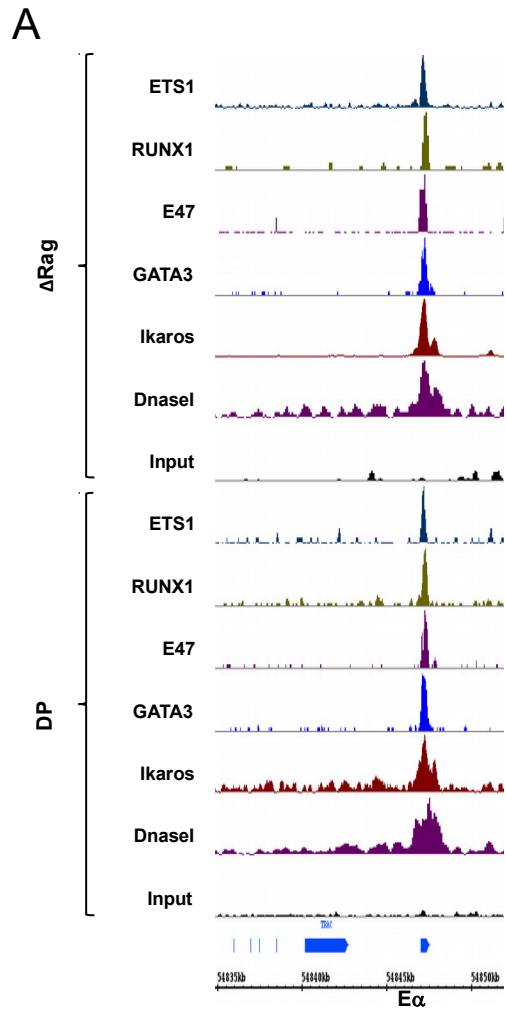 A
ΔRag
ETS1
RUNX1
E47
GATA3
Ikaros
DnaseI
Input
DP
ETS1
RUNX1
E47
GATA3
Ikaros
DnaseI
Input
54835kb 54840kb 54845kb 54850kb
Eα